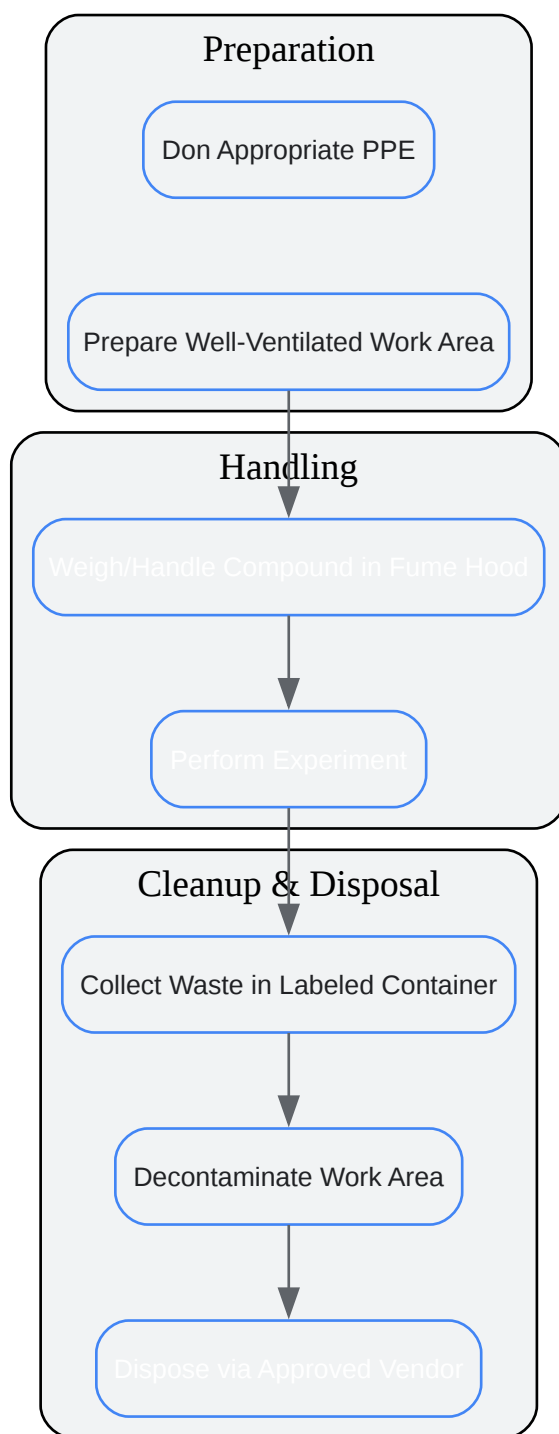 Preparation
Don Appropriate PPE
Prepare Well-Ventilated Work Area
Handling
Weigh/Handle Compound in Fume Hood
Perform Experiment
Cleanup & Disposal
Collect Waste in Labeled Container
Decontaminate Work Area
Dispose via Approved Vendor